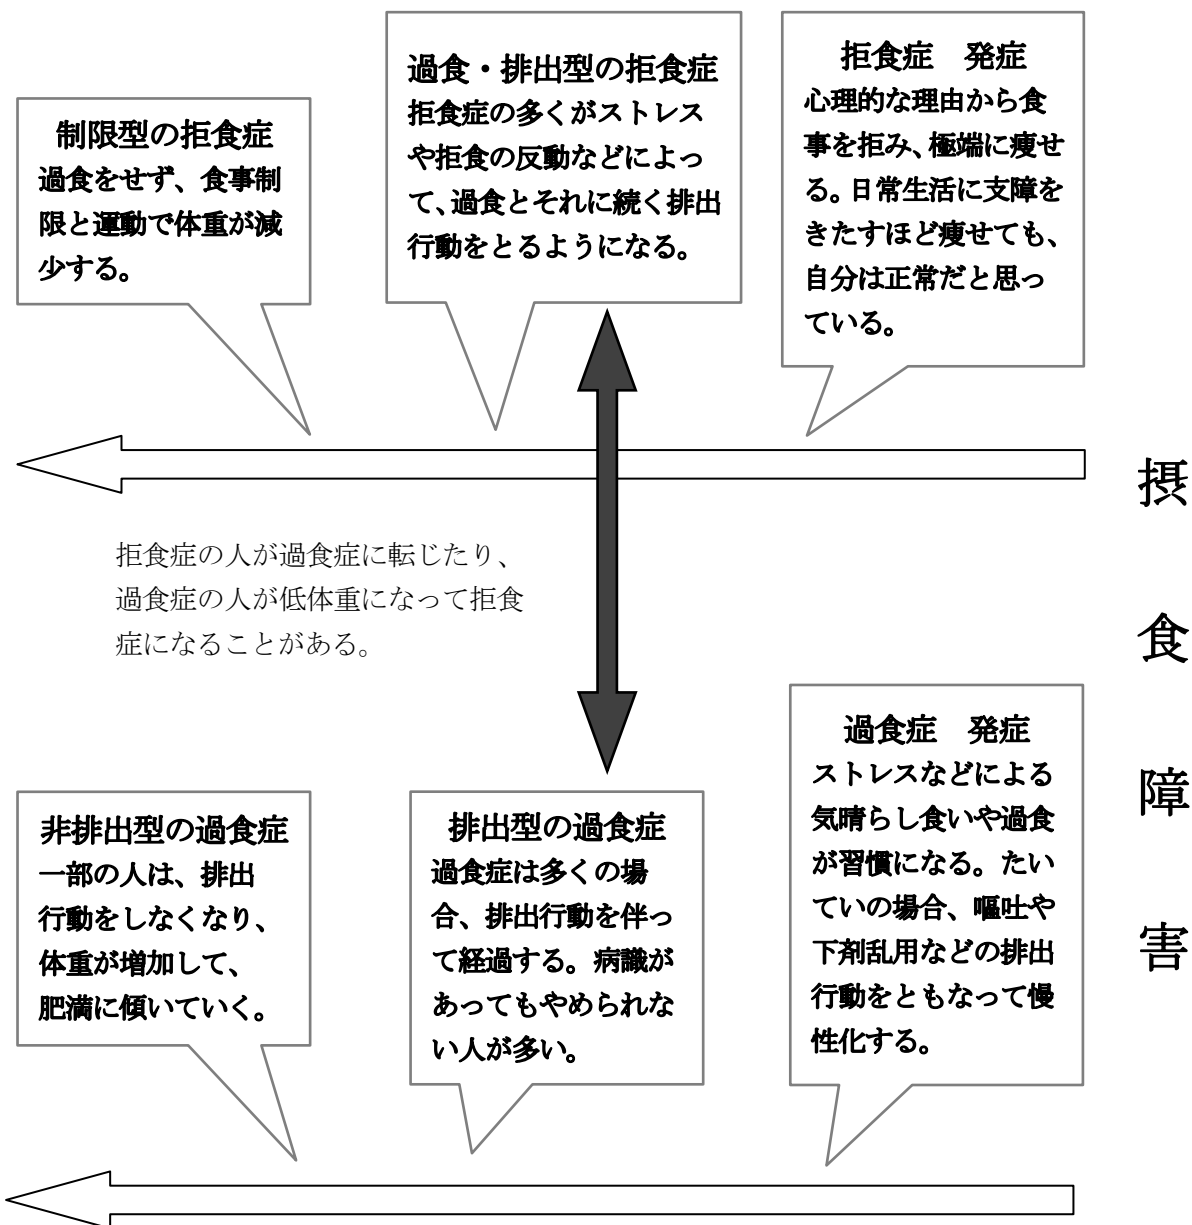 摂食障害
拒食症　発症
心理的な理由から食
事を拒み、極端に痩せ
る。日常生活に支障を
きたすほど痩せても、
自分は正常だと思っ
ている。
過食・排出型の拒食症
拒食症の多くがストレス
や拒食の反動などによっ
て、過食とそれに続く排出
行動をとるようになる。
制限型の拒食症
過食をせず、食事制
限と運動で体重が減
少する。
拒食症の人が過食症に転じたり、
過食症の人が低体重になって拒食
症になることがある。
過食症　発症
ストレスなどによる
気晴らし食いや過食
が習慣になる。たい
ていの場合、嘔吐や
下剤乱用などの排出
行動をともなって慢
性化する。
排出型の過食症
過食症は多くの場
合、排出行動を伴っ
て経過する。病識が
あってもやめられな
い人が多い。
非排出型の過食症
一部の人は、排出
行動をしなくなり、
体重が増加して、
肥満に傾いていく。